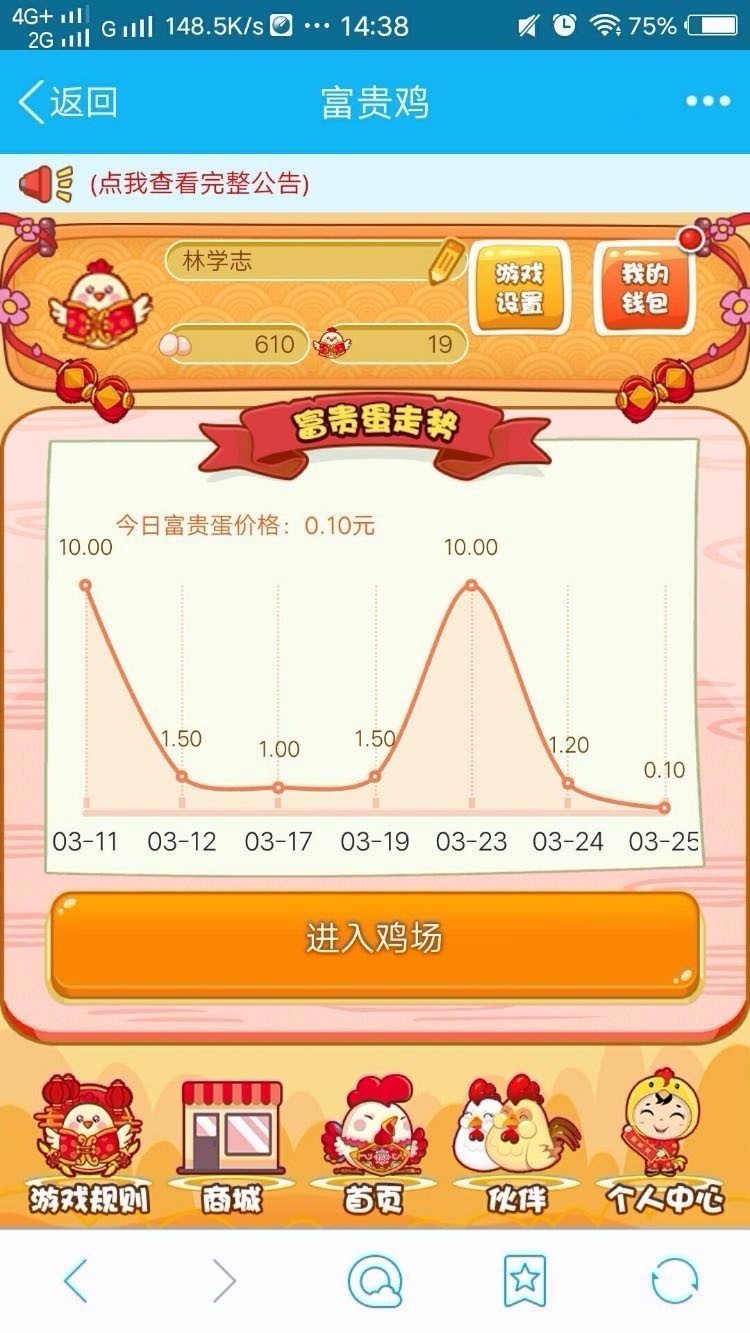 4G+ 2G G 148.5K/s ··· 14:38 75%
返回 富贵鸡
(点我查看完整公告)
林学志
游戏设置
我的钱包
610 19
富贵蛋走势
今日富贵蛋价格：0.10元
10.00 1.50 1.00 1.50 10.00 1.20 0.10
03-11 03-12 03-17 03-19 03-23 03-24 03-25
进入鸡场
游戏规则 商城 首页 伙伴 个人中心